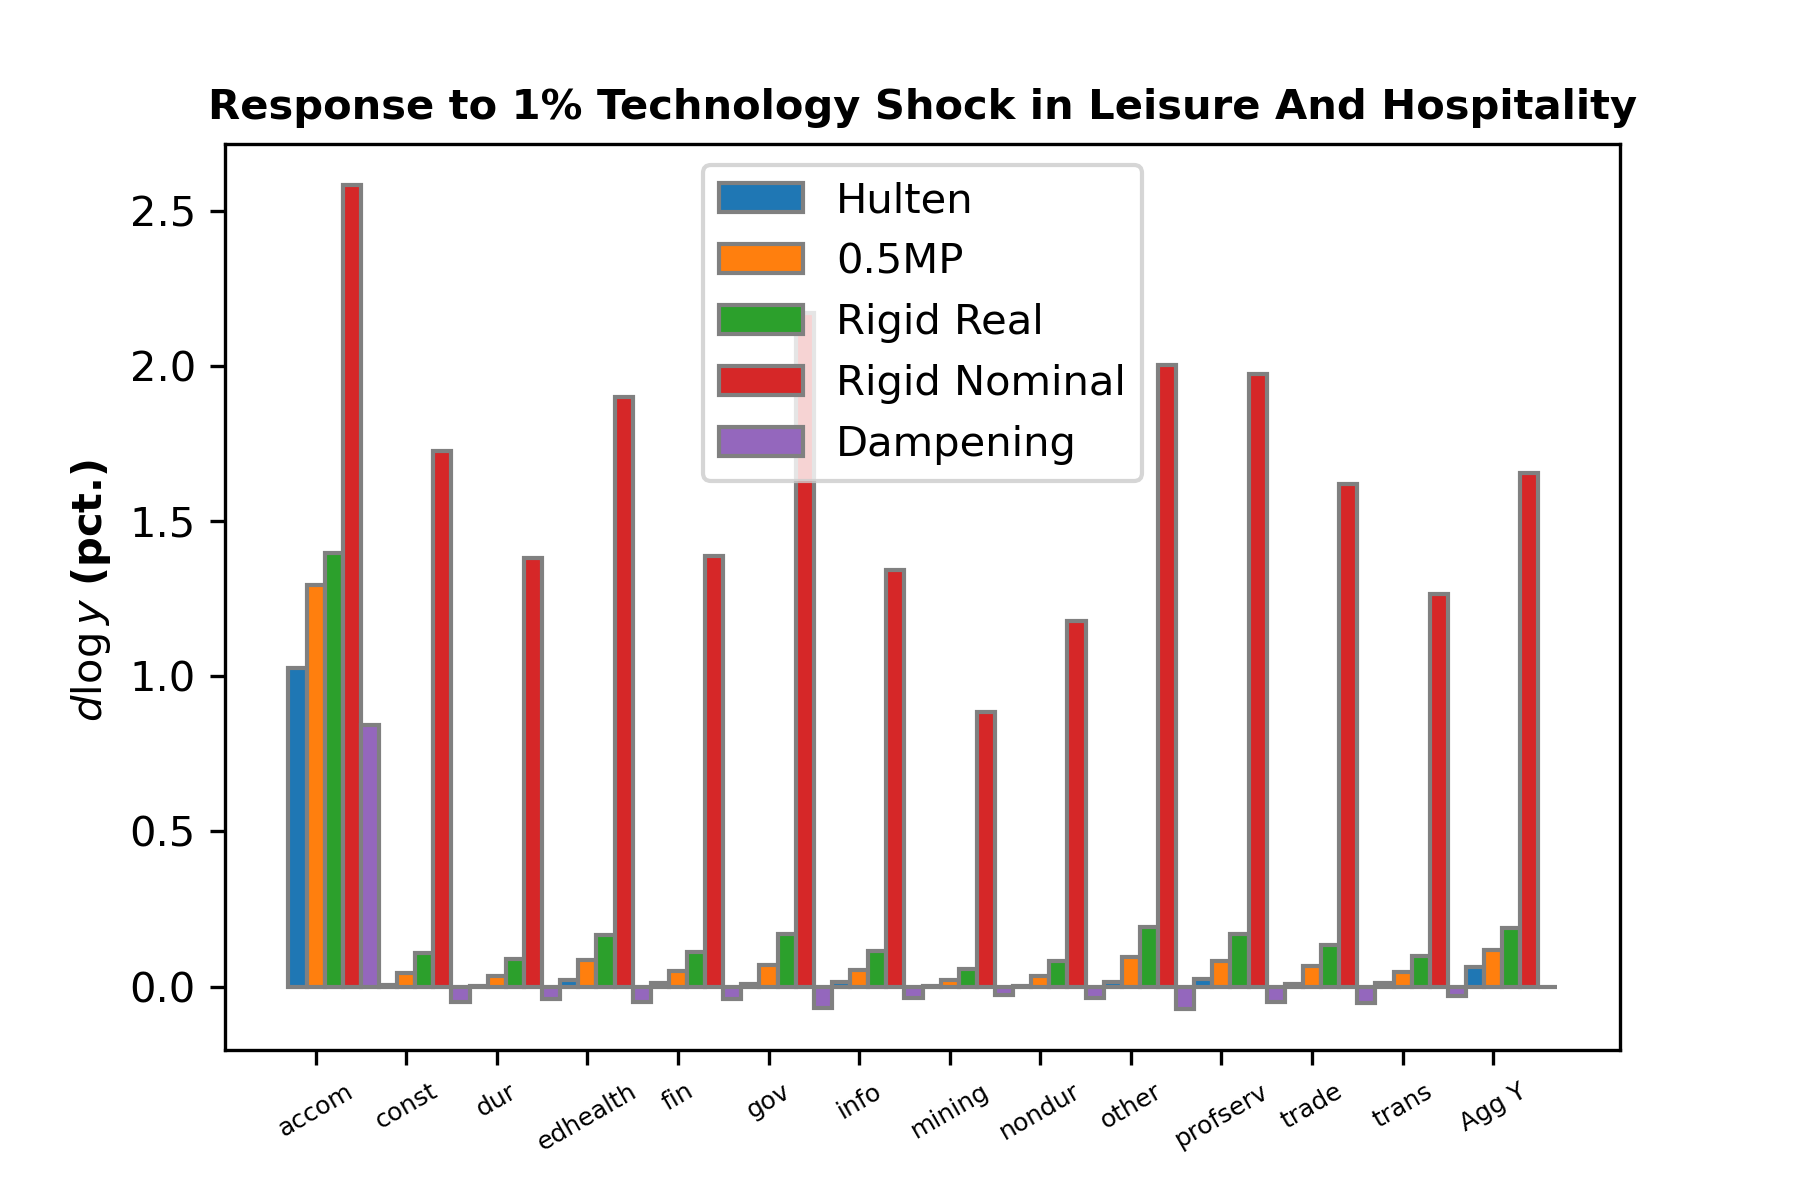 Response to 1% Technology Shock in Leisure And Hospitality
Hulten
0.5MP
Rigid Real
Rigid Nominal
Dampening
2.5
2.0
1.5
1.0
0.5
0.0
dlog y (pct.)
accom
const
dur
edhealth
fin
gov
info
mining
nondur
other
profserv
trade
trans
Agg Y